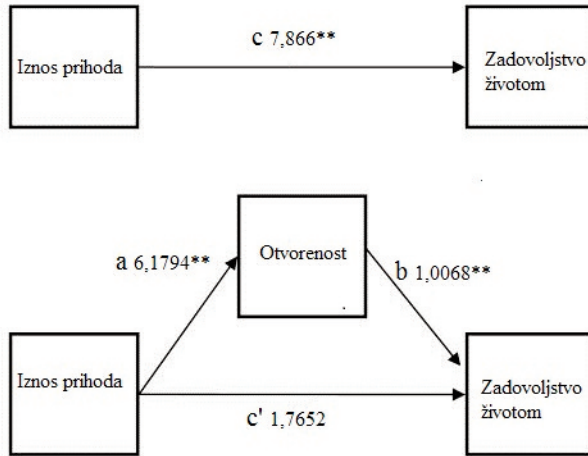 c 7,866**
Iznos prihoda
Zadovoljstvo
životom
Otvorenost
a 6,1794**
b 1,0068**
Iznos prihoda
Zadovoljstvo
životom
c' 1,7652